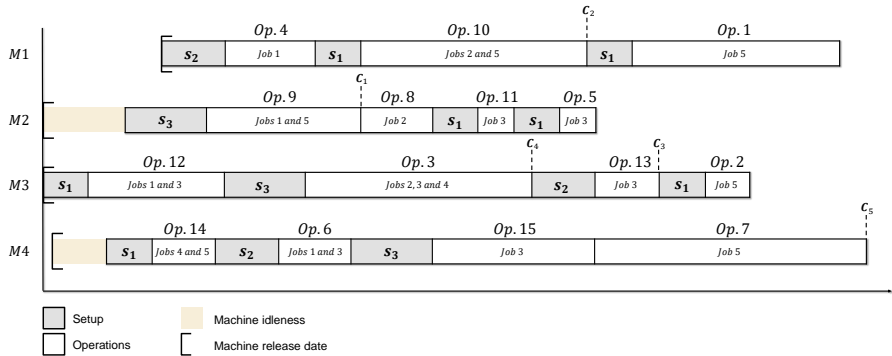 C₂
Op. 4 Op. 10 Op. 1
M1 s₂ Job 1 s₁ Jobs 2 and 5 s₁ Job 5
C₁
Op. 9 Op. 8 Op. 11 Op. 5
M2 s₃ Jobs 1 and 5 Job 2 s₁ Job 3 s₁ Job 3
C₄ C₃
Op. 12 Op. 3 Op. 13 Op. 2
M3 s₁ Jobs 1 and 3 s₃ Jobs 2, 3 and 4 s₂ Job 3 s₁ Job 5
C₅
Op. 14 Op. 6 Op. 15 Op. 7
M4 s₁ Jobs 4 and 5 s₂ Jobs 1 and 3 s₃ Job 3 Job 5
Setup Machine idleness
Operations Machine release date